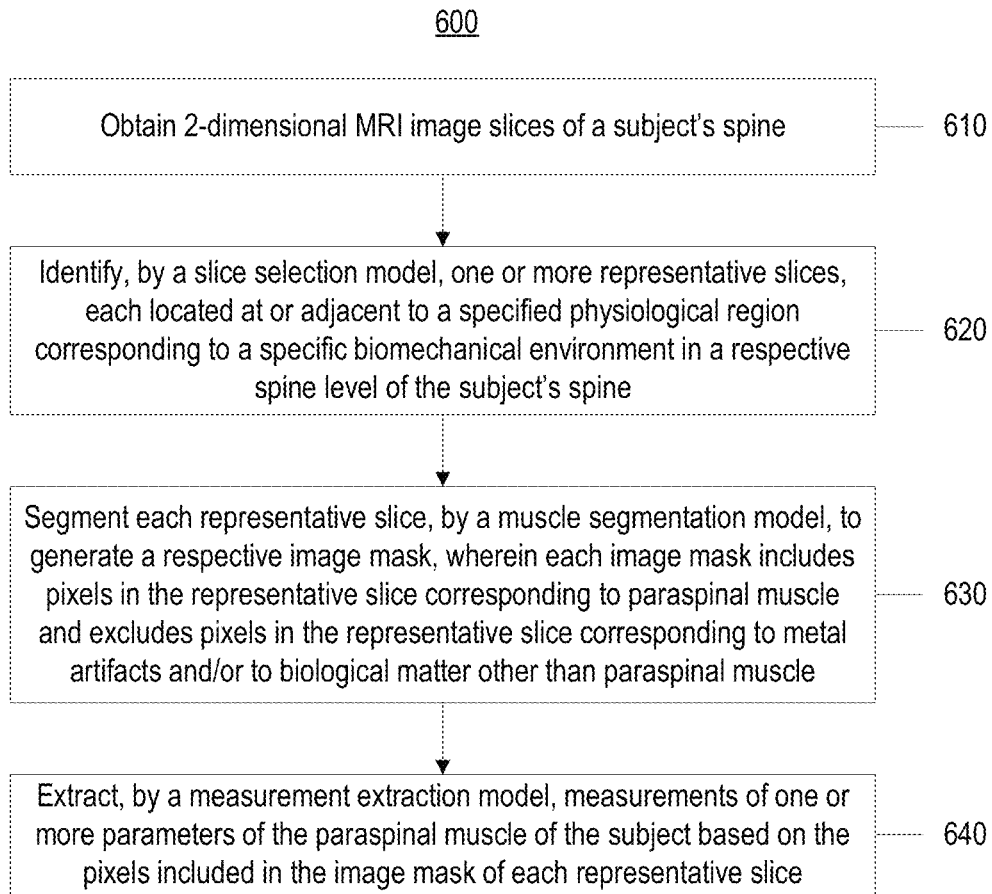 600
Obtain 2-dimensional MRI image slices of a subject's spine
610
Identify, by a slice selection model, one or more representative slices,
each located at or adjacent to a specified physiological region
corresponding to a specific biomechanical environment in a respective
spine level of the subject's spine
620
Segment each representative slice, by a muscle segmentation model, to
generate a respective image mask, wherein each image mask includes
pixels in the representative slice corresponding to paraspinal muscle
and excludes pixels in the representative slice corresponding to metal
artifacts and/or to biological matter other than paraspinal muscle
630
Extract, by a measurement extraction model, measurements of one or
more parameters of the paraspinal muscle of the subject based on the
pixels included in the image mask of each representative slice
640